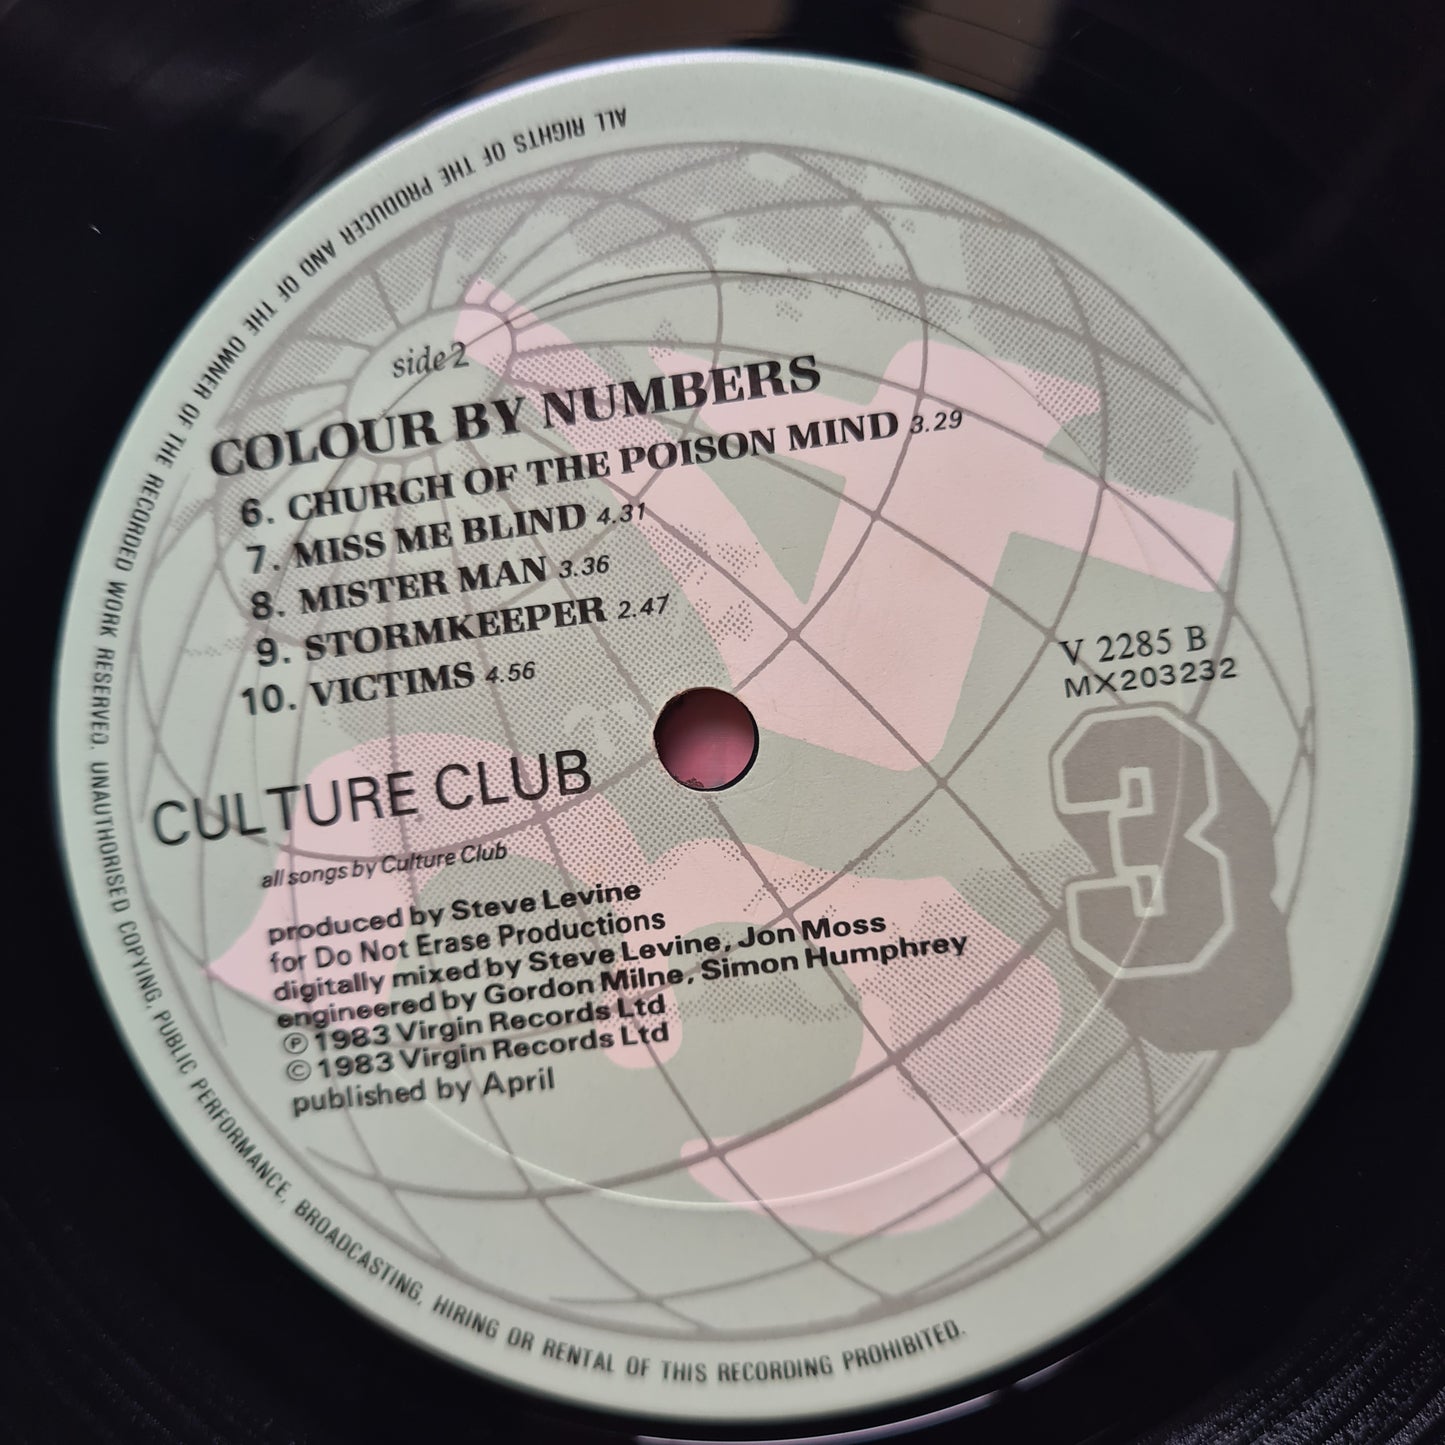 side 2
COLOUR BY NUMBERS
6. CHURCH OF THE POISON MIND 3.29
7. MISS ME BLIND 4.31
8. MISTER MAN 3.36
9. STORMKEEPER 2.47
10. VICTIMS 4.56
V 2285 B
MX203232
3
CULTURE CLUB
all songs by Culture Club
produced by Steve Levine
for Do Not Erase Productions
digitally mixed by Steve Levine, Jon Moss
engineered by Gordon Milne, Simon Humphrey
Ⓟ 1983 Virgin Records Ltd
© 1983 Virgin Records Ltd
published by April
ALL RIGHTS OF THE PRODUCER AND OF THE OWNER OF THE RECORDED WORK RESERVED. UNAUTHORISED COPYING, PUBLIC PERFORMANCE, BROADCASTING, HIRING OR RENTAL OF THIS RECORDING PROHIBITED.